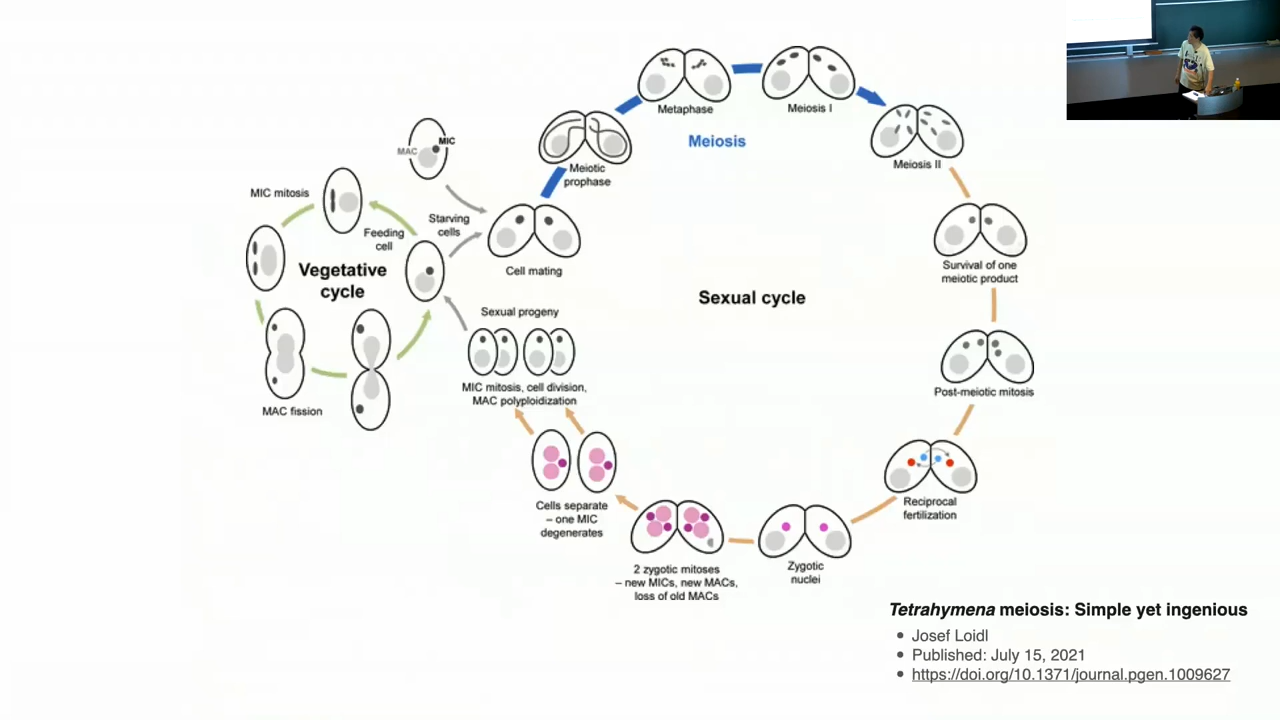 Metaphase
Meiosis I
Meiosis
Meiosis II
Meiotic
prophase
MAC
MIC
MIC mitosis
Feeding
cell
Starving
cells
Vegetative
cycle
Cell mating
MAC fission
Sexual progeny
MIC mitosis, cell division,
MAC polyploidization
Sexual cycle
Survival of one
meiotic product
Post-meiotic mitosis
Reciprocal
fertilization
Zygotic
nuclei
2 zygotic mitoses
– new MICs, new MACs,
loss of old MACs
Cells separate
– one MIC
degenerates
Tetrahymena meiosis: Simple yet ingenious
• Josef Loidl
• Published: July 15, 2021
• https://doi.org/10.1371/journal.pgen.1009627